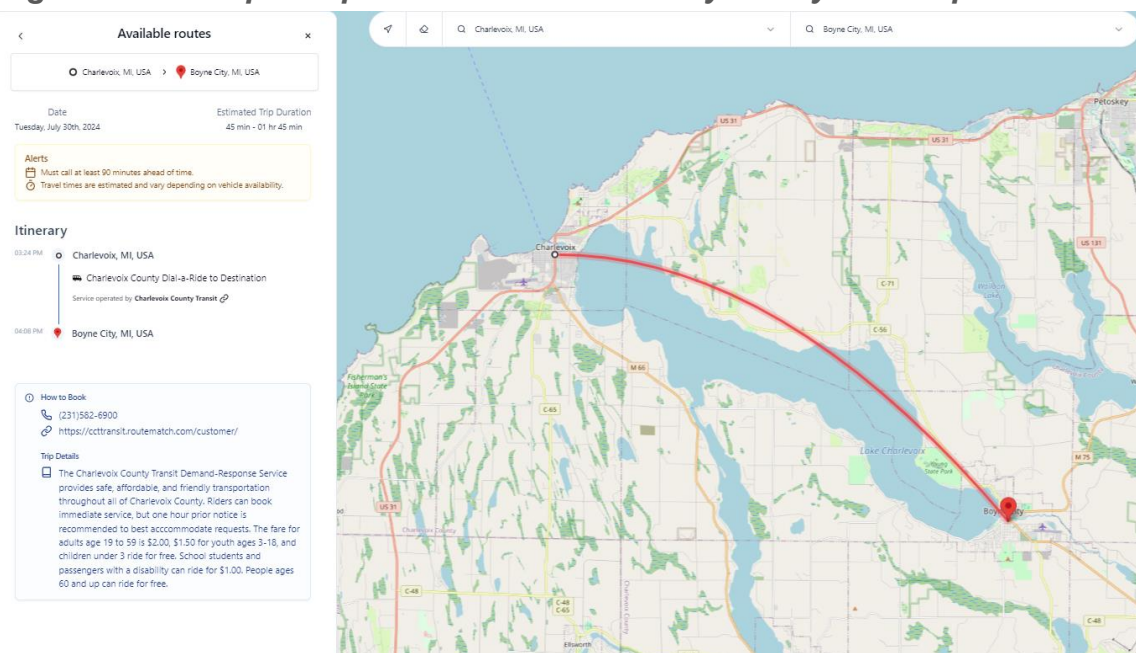 Available routes
Charlevoix, MI, USA > Boyne City, MI, USA
Date
Estimated Trip Duration
Tuesday, July 30th, 2024
45 min - 01 hr 45 min
Alerts
Must call at least 90 minutes ahead of time.
Travel times are estimated and vary depending on vehicle availability.
Itinerary
03:24 PM
Charlevoix, MI, USA
Charlevoix County Dial-a-Ride to Destination
Service operated by Charlevoix County Transit
04:08 PM
Boyne City, MI, USA
How to Book
(231)582-6900
https://ccttransit.routematch.com/customer/
Trip Details
The Charlevoix County Transit Demand-Response Service
provides safe, affordable, and friendly transportation
throughout all of Charlevoix County. Riders can book
immediate service, but one hour prior notice is
recommended to best acccommodate requests. The fare for
adults age 19 to 59 is $2.00, $1.50 for youth ages 3-18, and
children under 3 ride for free. School students and
passengers with a disability can ride for $1.00. People ages
60 and up can ride for free.
Charlevoix, MI, USA
Boyne City, MI, USA
Petoskey
US 31
US 31
US 131
Charlevoix
C-71
Walloon
Lake
C-56
M 66
Fisherman's
Island State
Park
C-65
Lake Charlevoix
Young
State Park
M 75
US 31
Charlevoix County
C-48
C-48
C-65
Charlevoix County
C-48
Ellsworth